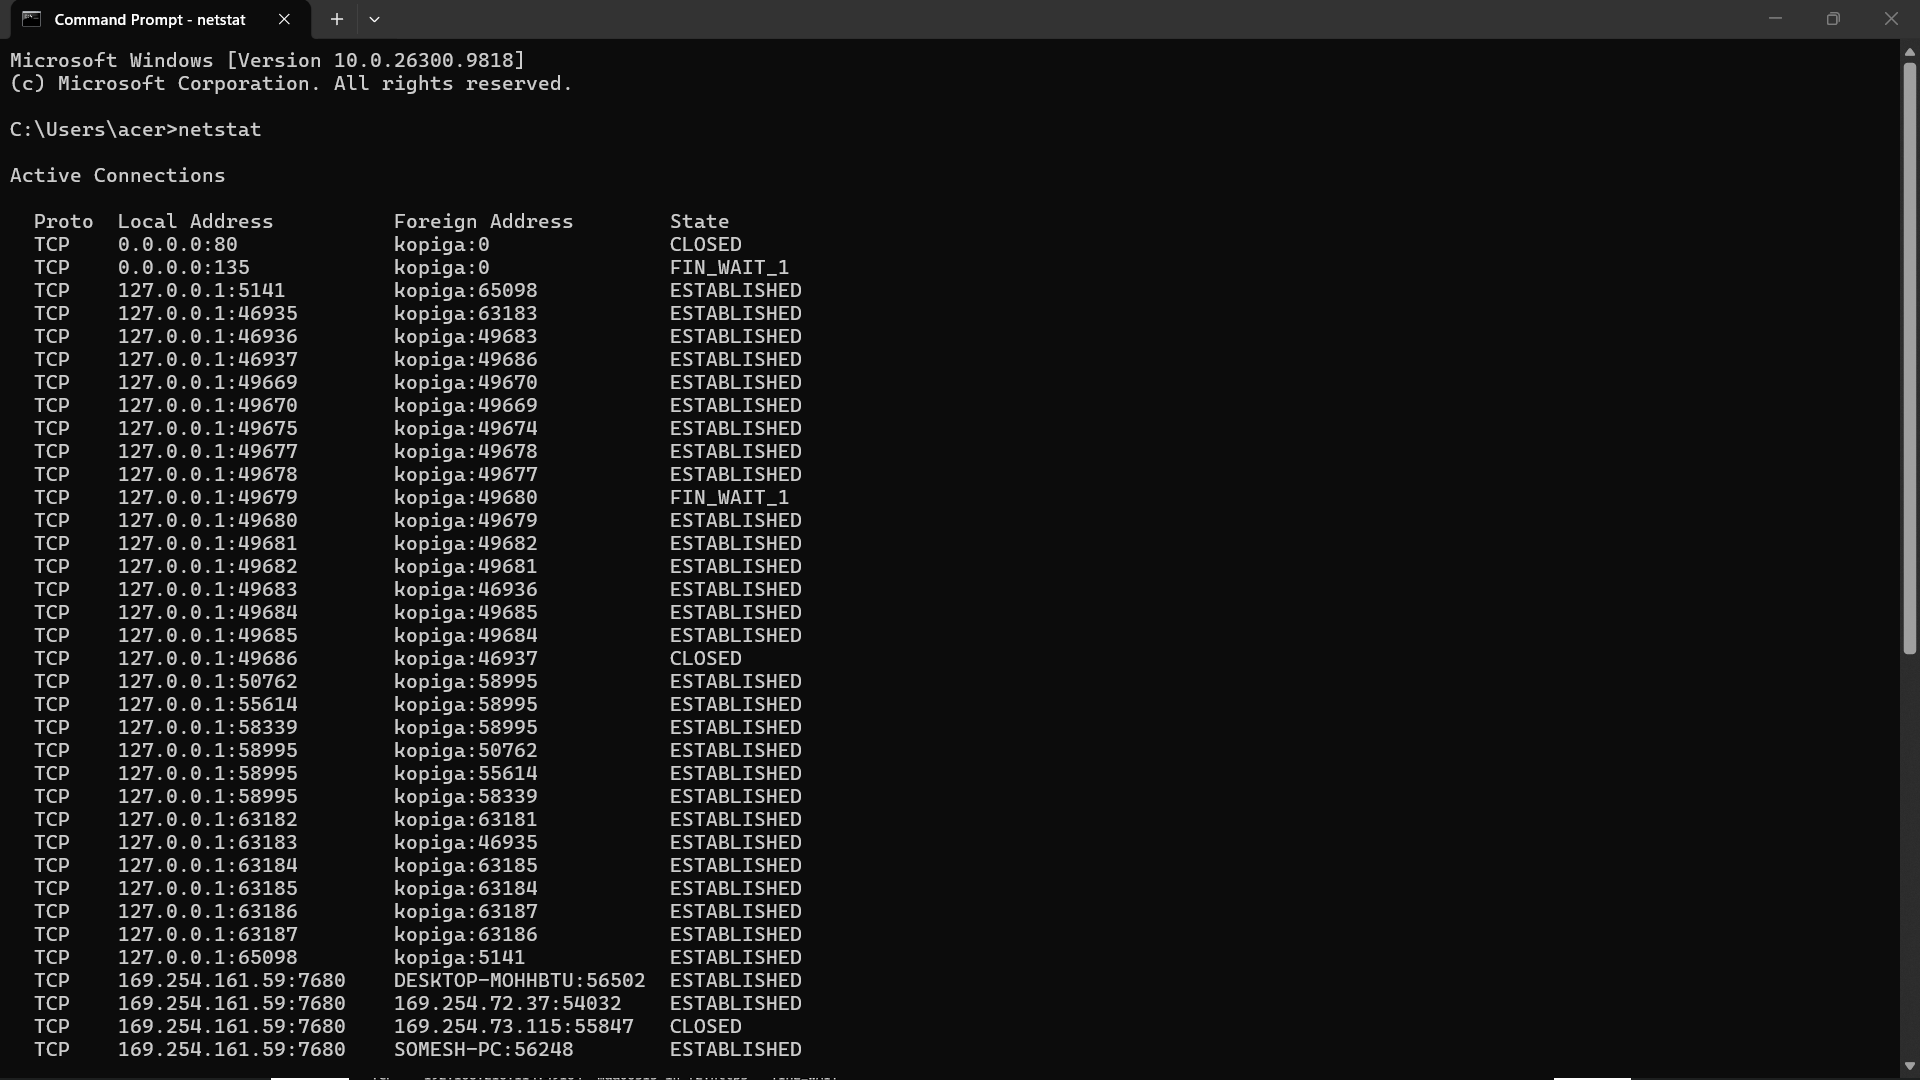 Command Prompt - netstat
Microsoft Windows [Version 10.0.26300.9818]
(c) Microsoft Corporation. All rights reserved.
C:\Users\acer>netstat
Active Connections
Proto  Local Address          Foreign Address        State
TCP    0.0.0.0:80             kopiga:0               CLOSED
TCP    0.0.0.0:135            kopiga:0               FIN_WAIT_1
TCP    127.0.0.1:5141         kopiga:65098           ESTABLISHED
TCP    127.0.0.1:46935        kopiga:63183           ESTABLISHED
TCP    127.0.0.1:46936        kopiga:49683           ESTABLISHED
TCP    127.0.0.1:46937        kopiga:49686           ESTABLISHED
TCP    127.0.0.1:49669        kopiga:49670           ESTABLISHED
TCP    127.0.0.1:49670        kopiga:49669           ESTABLISHED
TCP    127.0.0.1:49675        kopiga:49674           ESTABLISHED
TCP    127.0.0.1:49677        kopiga:49678           ESTABLISHED
TCP    127.0.0.1:49678        kopiga:49677           ESTABLISHED
TCP    127.0.0.1:49679        kopiga:49680           FIN_WAIT_1
TCP    127.0.0.1:49680        kopiga:49679           ESTABLISHED
TCP    127.0.0.1:49681        kopiga:49682           ESTABLISHED
TCP    127.0.0.1:49682        kopiga:49681           ESTABLISHED
TCP    127.0.0.1:49683        kopiga:46936           ESTABLISHED
TCP    127.0.0.1:49684        kopiga:49685           ESTABLISHED
TCP    127.0.0.1:49685        kopiga:49684           ESTABLISHED
TCP    127.0.0.1:49686        kopiga:46937           CLOSED
TCP    127.0.0.1:50762        kopiga:58995           ESTABLISHED
TCP    127.0.0.1:55614        kopiga:58995           ESTABLISHED
TCP    127.0.0.1:58339        kopiga:58995           ESTABLISHED
TCP    127.0.0.1:58995        kopiga:50762           ESTABLISHED
TCP    127.0.0.1:58995        kopiga:55614           ESTABLISHED
TCP    127.0.0.1:58995        kopiga:58339           ESTABLISHED
TCP    127.0.0.1:63182        kopiga:63181           ESTABLISHED
TCP    127.0.0.1:63183        kopiga:46935           ESTABLISHED
TCP    127.0.0.1:63184        kopiga:63185           ESTABLISHED
TCP    127.0.0.1:63185        kopiga:63184           ESTABLISHED
TCP    127.0.0.1:63186        kopiga:63187           ESTABLISHED
TCP    127.0.0.1:63187        kopiga:63186           ESTABLISHED
TCP    127.0.0.1:65098        kopiga:5141            ESTABLISHED
TCP    169.254.161.59:7680    DESKTOP-MOHHBTU:56502  ESTABLISHED
TCP    169.254.161.59:7680    169.254.72.37:54032    ESTABLISHED
TCP    169.254.161.59:7680    169.254.73.115:55847   CLOSED
TCP    169.254.161.59:7680    SOMESH-PC:56248        ESTABLISHED